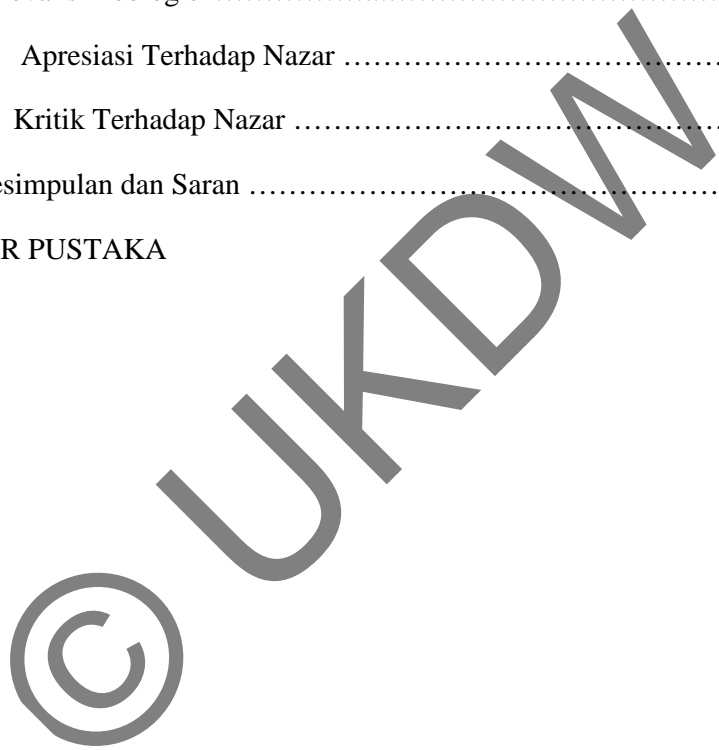 Apresiasi Terhadap Nazar ……………………………………
Kritik Terhadap Nazar …………………………………………
esimpulan dan Saran ………………………………………………
R PUSTAKA
© UKDW